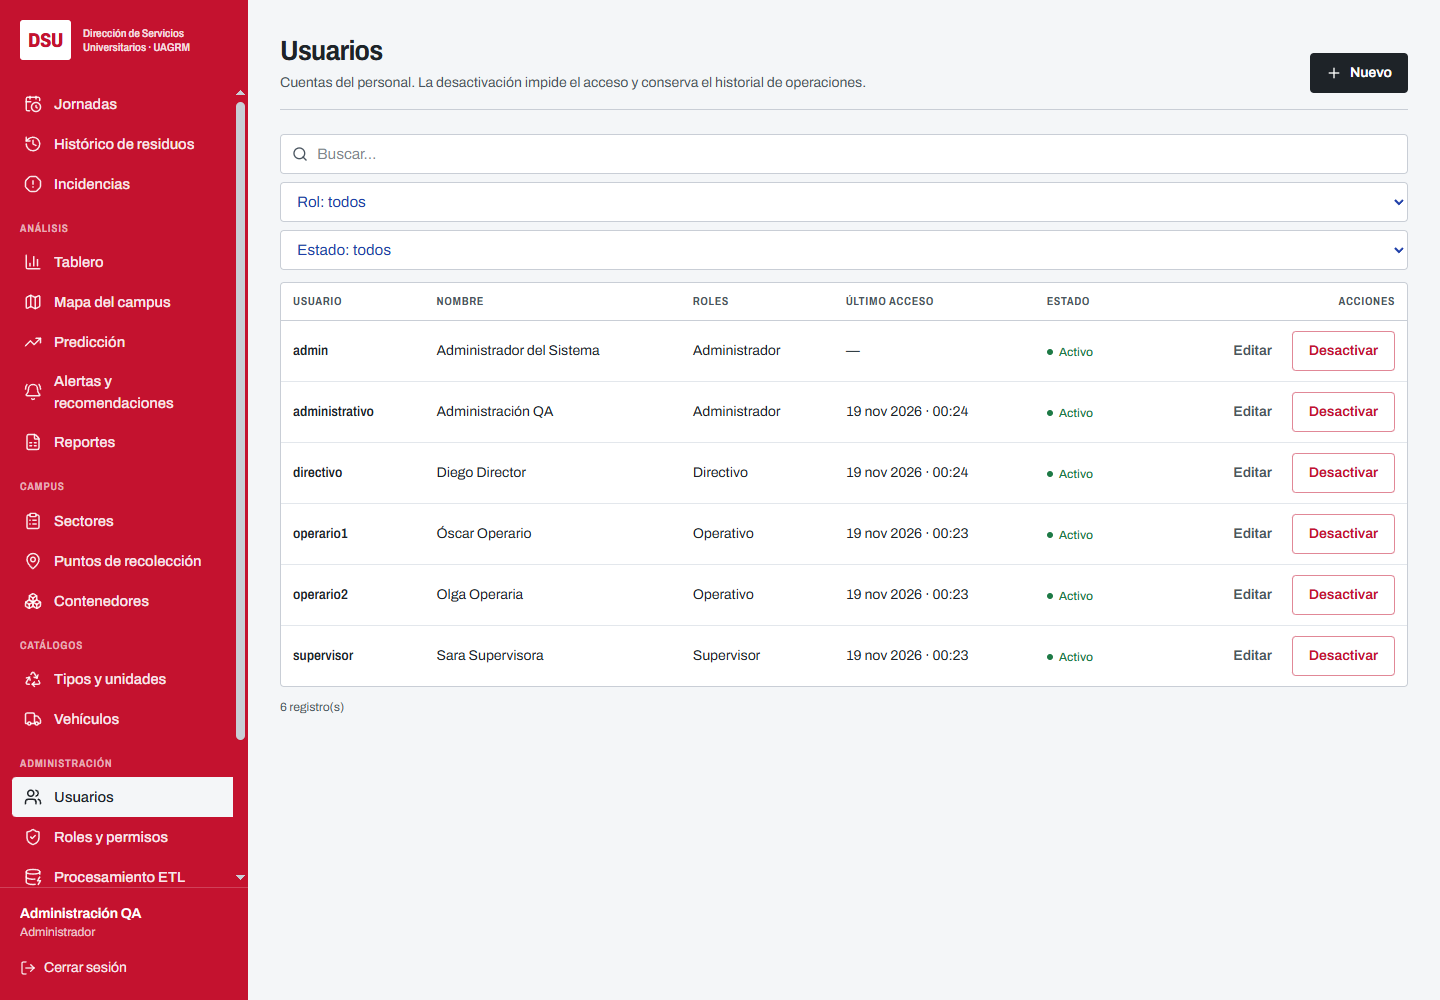 DSU
Dirección de Servicios
Universitarios · UAGRM
Jornadas
Histórico de residuos
Incidencias
ANÁLISIS
Tablero
Mapa del campus
Predicción
Alertas y
recomendaciones
Reportes
CAMPUS
Sectores
Puntos de recolección
Contenedores
CATÁLOGOS
Tipos y unidades
Vehículos
ADMINISTRACIÓN
Usuarios
Roles y permisos
Procesamiento ETL
Administración QA
Administrador
Cerrar sesión
Usuarios
Cuentas del personal. La desactivación impide el acceso y conserva el historial de operaciones.
Nuevo
Buscar...
Rol: todos
Estado: todos
USUARIO NOMBRE ROLES ÚLTIMO ACCESO ESTADO ACCIONES
admin Administrador del Sistema Administrador — Activo Editar Desactivar
administrativo Administración QA Administrador 19 nov 2026 · 00:24 Activo Editar Desactivar
directivo Diego Director Directivo 19 nov 2026 · 00:24 Activo Editar Desactivar
operario1 Óscar Operario Operativo 19 nov 2026 · 00:23 Activo Editar Desactivar
operario2 Olga Operaria Operativo 19 nov 2026 · 00:23 Activo Editar Desactivar
supervisor Sara Supervisora Supervisor 19 nov 2026 · 00:23 Activo Editar Desactivar
6 registro(s)